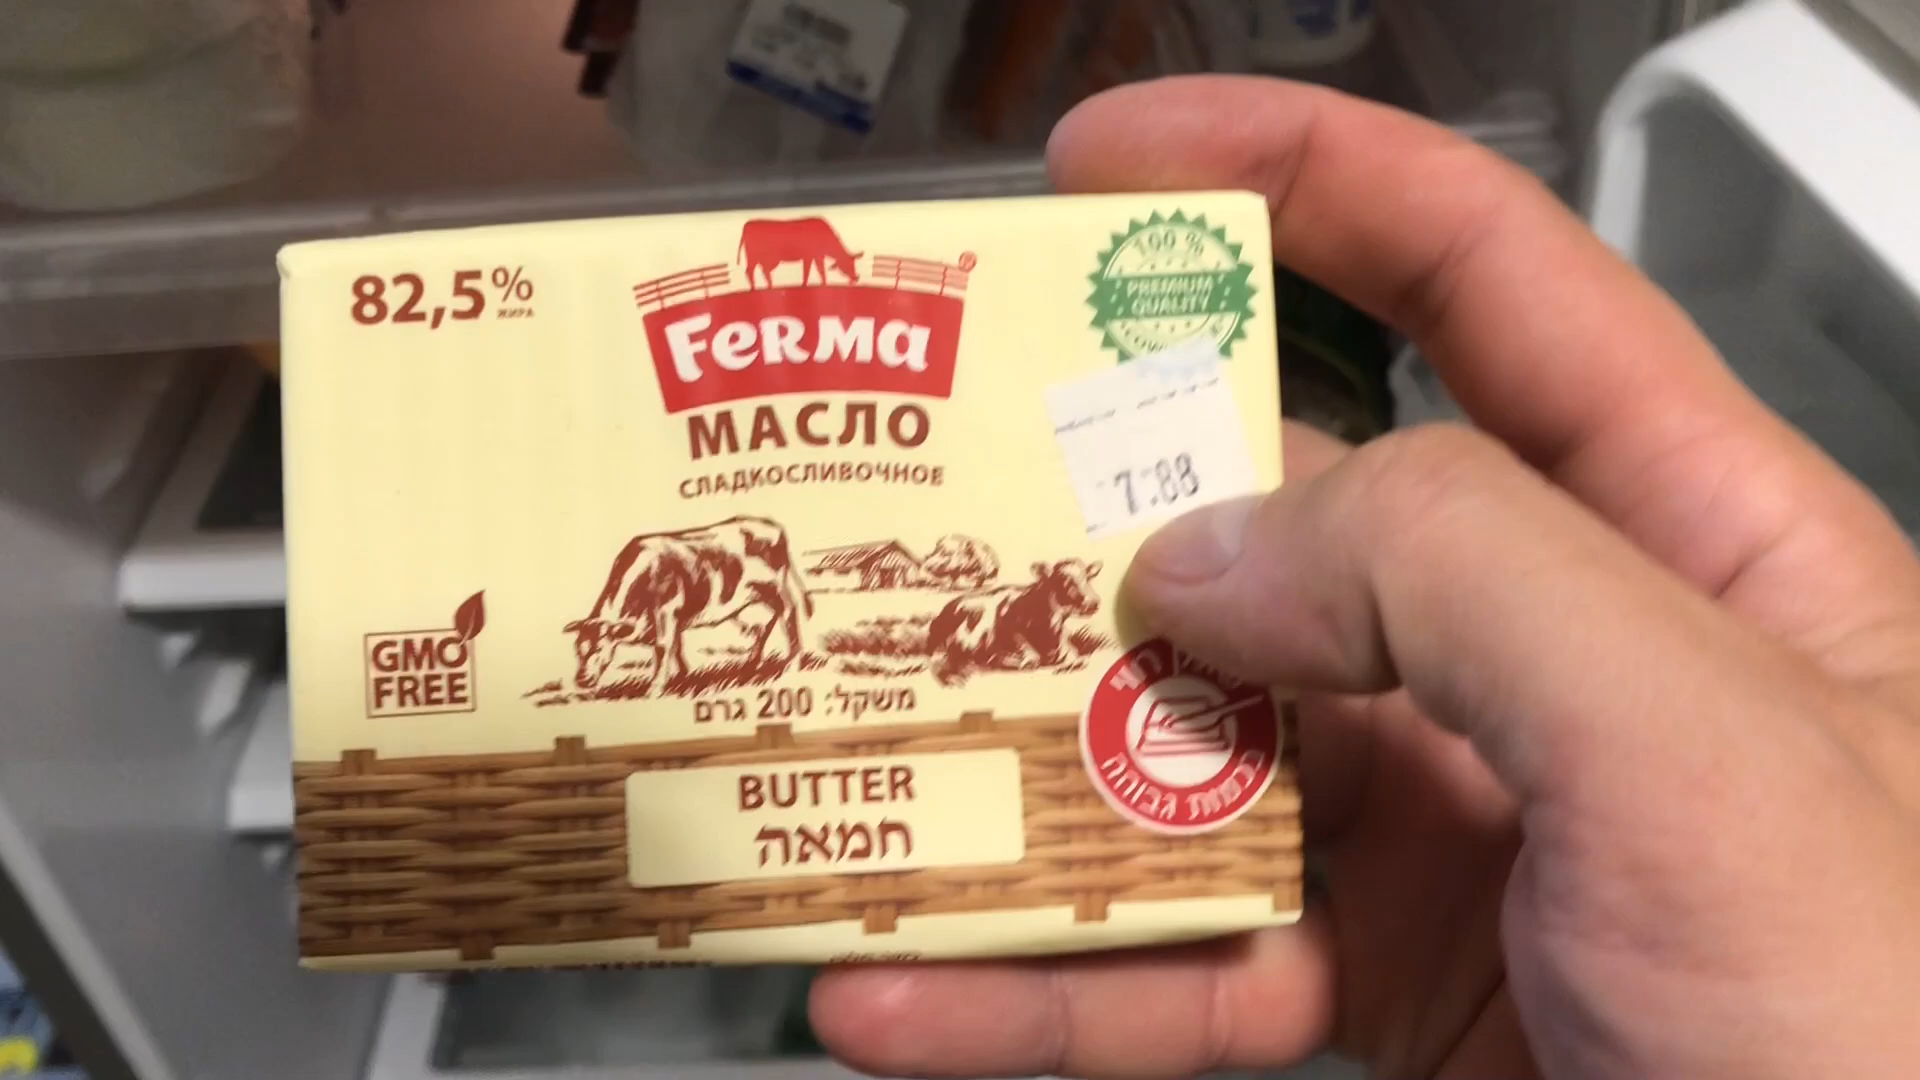 82,5%
ЖИРА
FeRMa
®
МАСЛО
СЛАДКОСЛИВОЧНОЕ
100 %
PREMIUM
QUALITY
7.88
GMO
FREE
משקל: 200 גרם
BUTTER
חמאה
בכשרות גבוהה